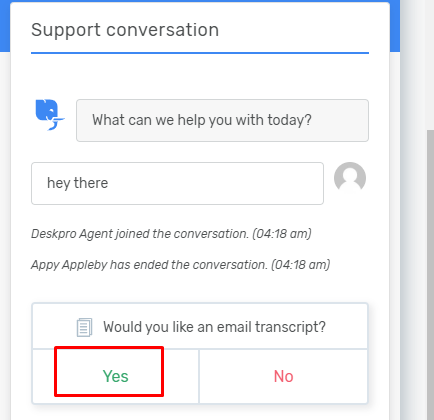 Support conversation
What can we help you with today?
hey there
Deskpro Agent joined the conversation. (04:18 am)
Appy Appleby has ended the conversation. (04:18 am)
Would you like an email transcript?
Yes
No